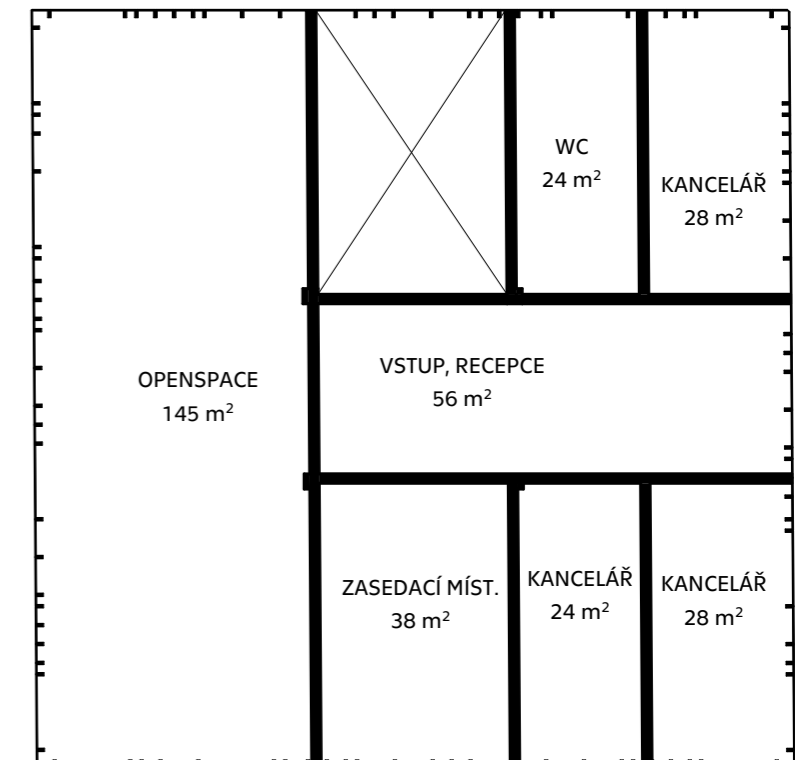 WC
24 m²
KANCELÁŘ
28 m²
OPENSPACE
145 m²
VSTUP, RECEPCE
56 m²
ZASEDACÍ MÍST.
38 m²
KANCELÁŘ
24 m²
KANCELÁŘ
28 m²